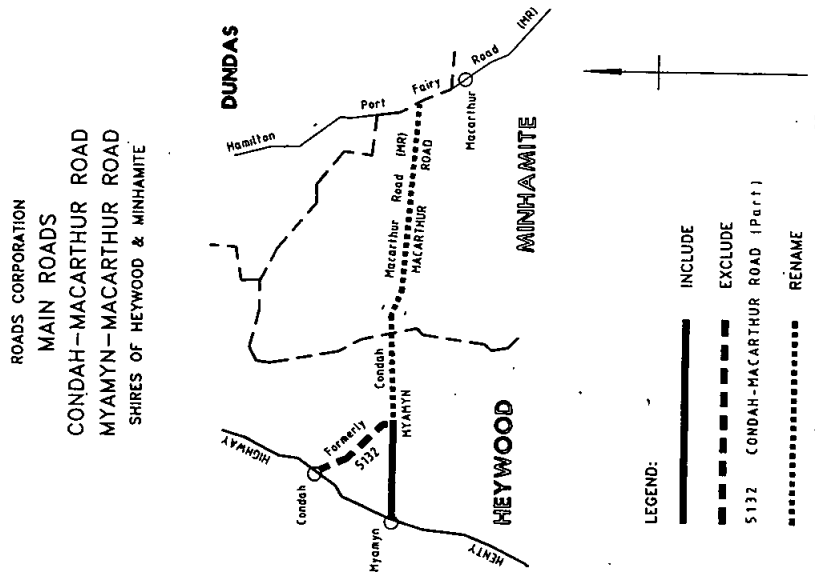 ROADS CORPORATION
MAIN ROADS
CONDAH-MACARTHUR ROAD
MYAMYN-MACARTHUR ROAD
SHIRES OF HEYWOOD & MINHAMITE
DUNDAS
Hamilton
Port
Fairy
Road
(MR)
Macarthur
HIGHWAY
Condah
Formerly
5132
Condah
Macarthur Road (MR)
MYAMYN
MACARTHUR ROAD
Myamyn
HENTY
HEYWOOD
MINHAMITE
LEGEND:
INCLUDE
EXCLUDE
5132 CONDAH-MACARTHUR ROAD (Part)
RENAME